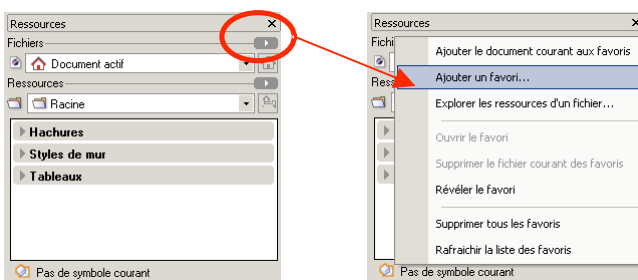 Ressources
Fichiers
Document actif
Ressources
Racine
Hachures
Styles de mur
Tableaux
Pas de symbole courant
Ressources
Fichi
Ajouter le document courant aux favoris
Ajouter un favori...
Ress
Explorer les ressources d'un fichier...
Ouvrir le favori
Supprimer le fichier courant des favoris
Révéler le favori
Supprimer tous les favoris
Rafraichir la liste des favoris
Pas de symbole courant